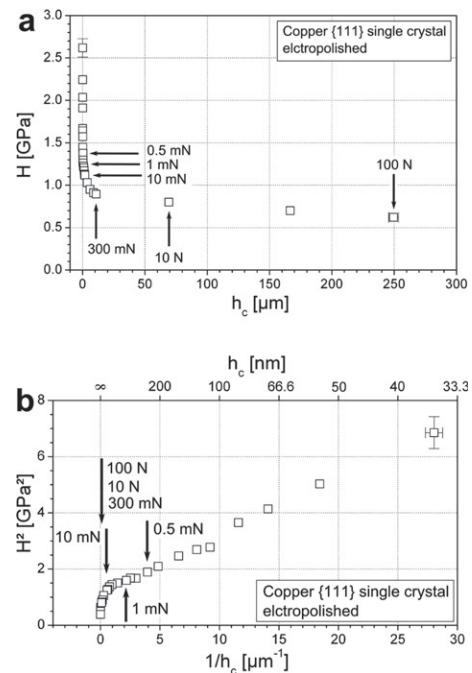 a
Copper {111} single crystal
elctropolished
H [GPa]
3.0
2.5
2.0
1.5
1.0
0.5
0.0
0.5 mN
1 mN
10 mN
300 mN
10 N
100 N
0 50 100 150 200 250 300
h_c [µm]
h_c [nm]
∞ 200 100 66.6 50 40 33.3
b
H² [GPa²]
8
6
4
2
0
100 N
10 N
300 mN
10 mN
0.5 mN
1 mN
Copper {111} single crystal
elctropolished
0 5 10 15 20 25 30
1/h_c [µm⁻¹]